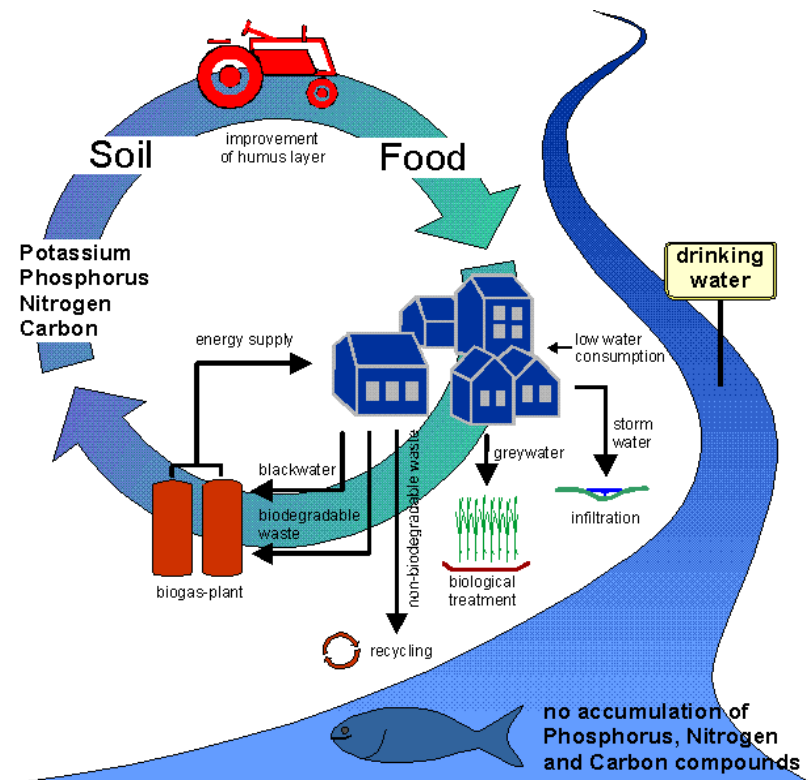 improvement
of humus layer
Soil
Food
Potassium
Phosphorus
Nitrogen
Carbon
drinking
water
energy supply
low water
consumption
storm
water
blackwater
greywater
biodegradable
waste
non-biodegradable waste
infiltration
biological
treatment
biogas-plant
recycling
no accumulation of
Phosphorus, Nitrogen
and Carbon compounds